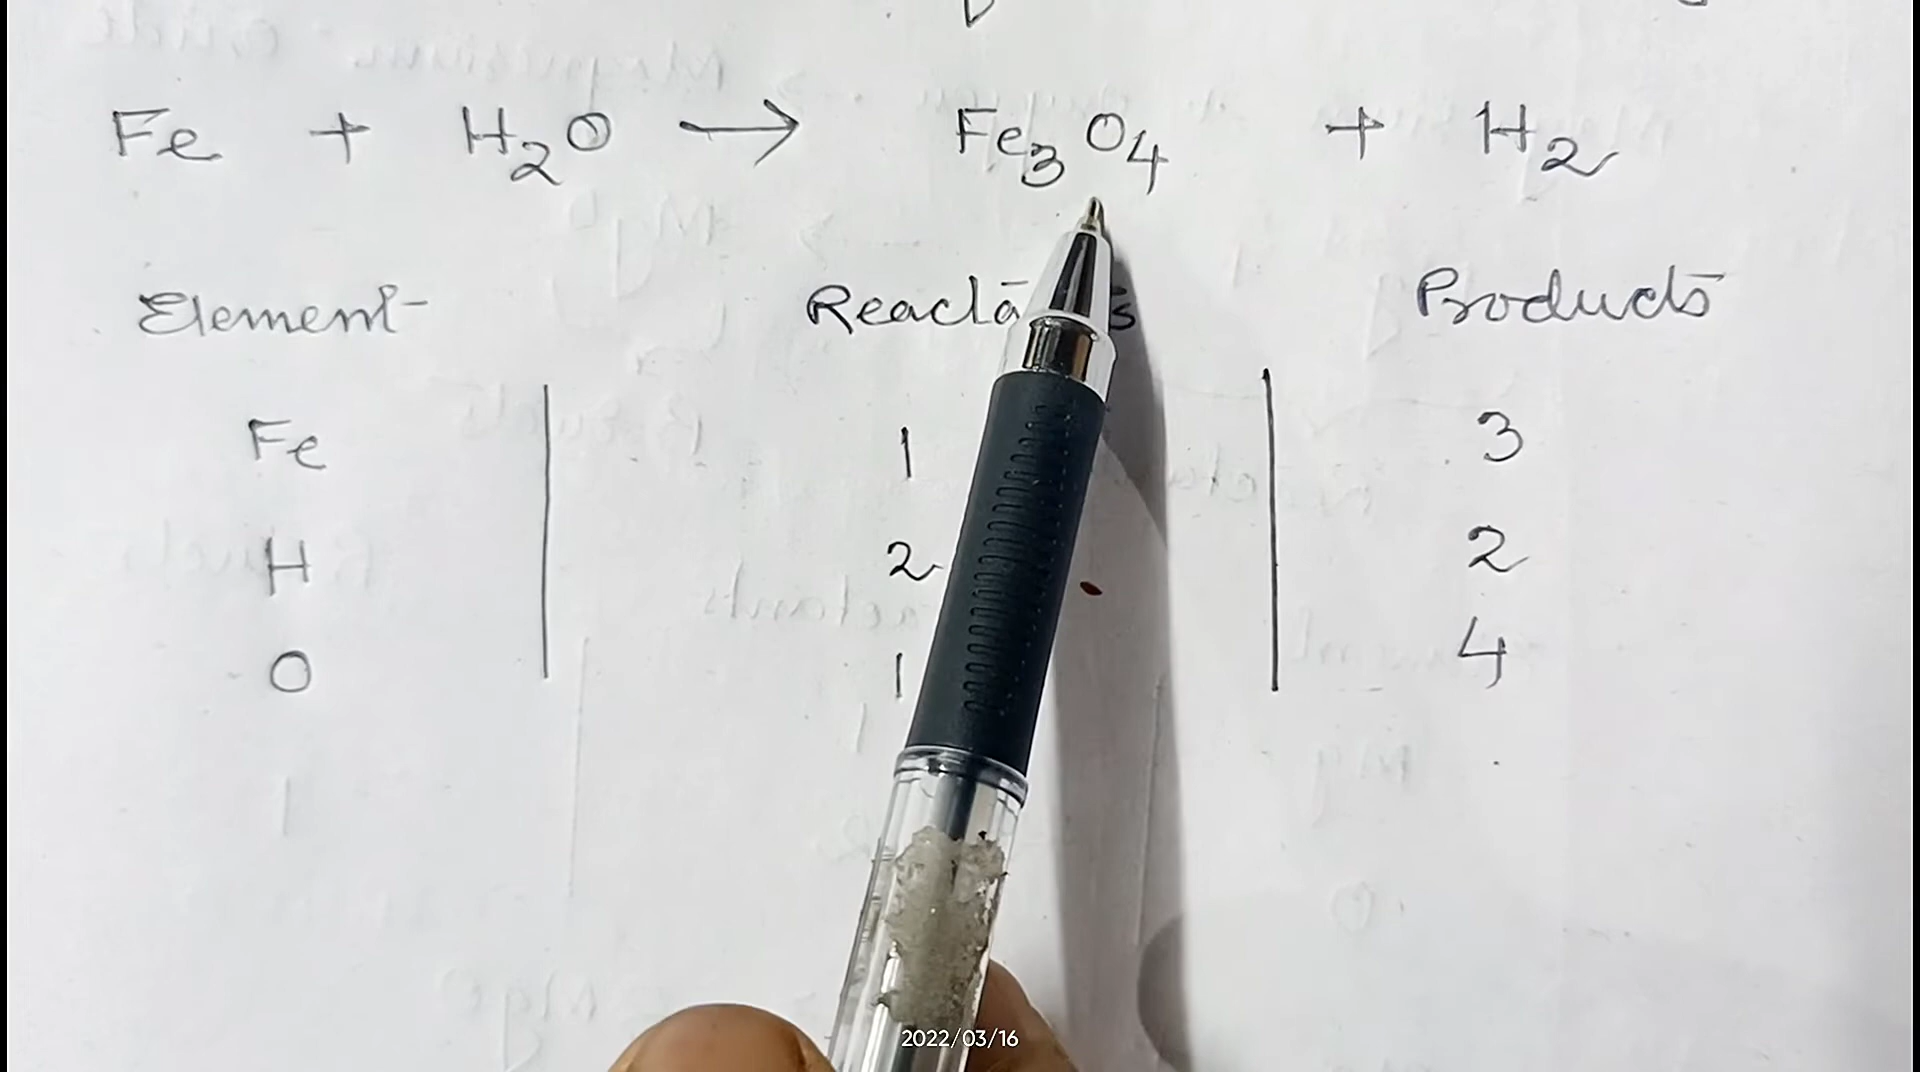 Fe + H₂O → Fe₃O₄ + H₂
Element Reactants Products
Fe 1 3
H 2 2
O 1 4
2022/03/16